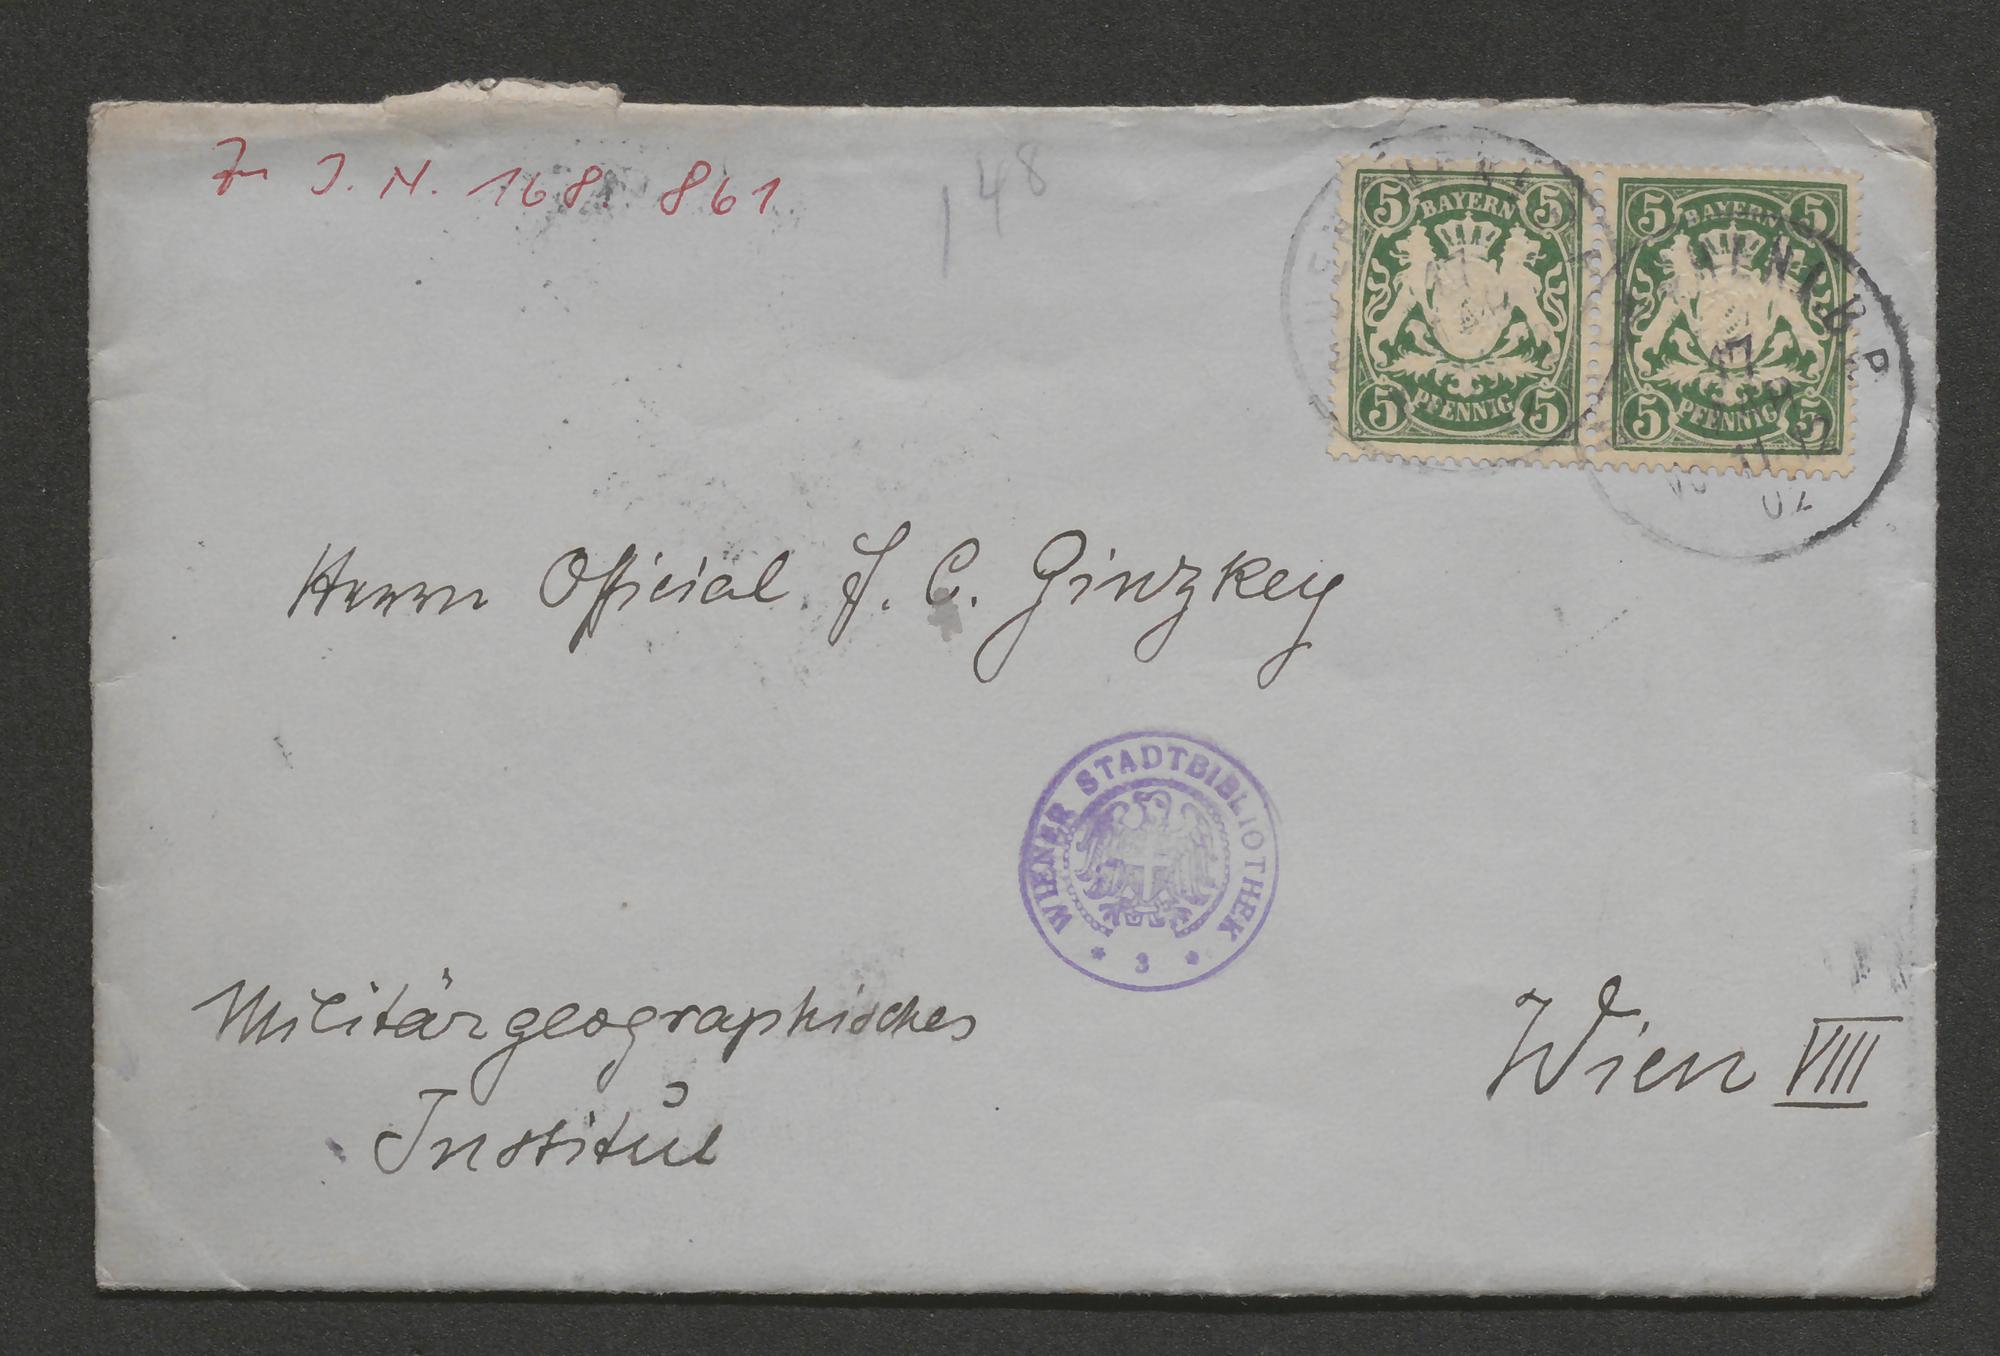 Zu J. N. 168. 861
148
5 BAYERN 5
5 PFENNIG 5
5 BAYERN 5
5 PFENNIG 5
Herrn Official F. C. Ginzkey
WIENER STADTBIBLIOTHEK
* 3 *
Militärgeographisches
Institut
Wien VIII